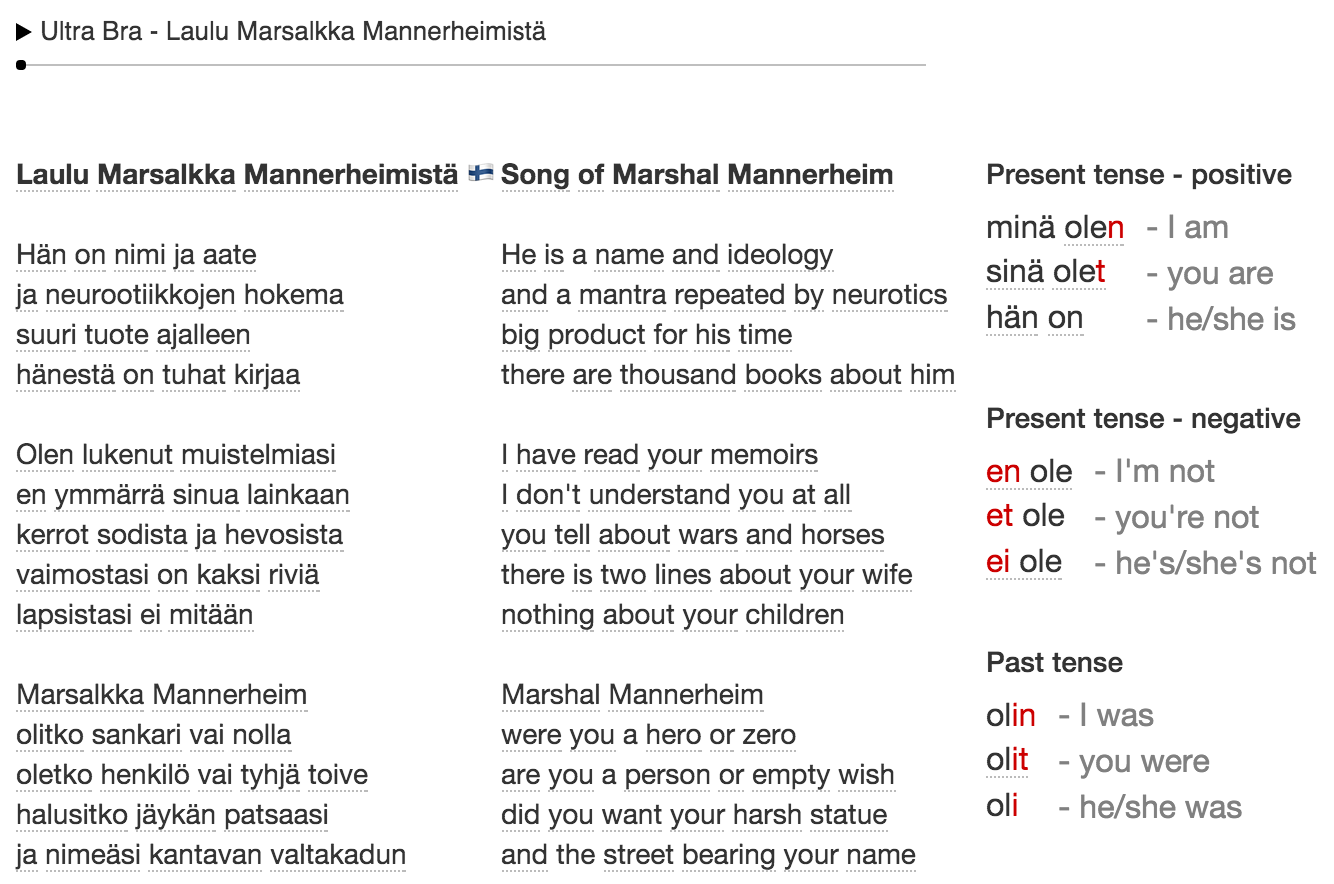 ▶ Ultra Bra - Laulu Marsalkka Mannerheimistä
Laulu Marsalkka Mannerheimistä 🇫🇮
Hän on nimi ja aate
ja neurootiikkojen hokema
suuri tuote ajalleen
hänestä on tuhat kirjaa
Olen lukenut muistelmiasi
en ymmärrä sinua lainkaan
kerrot sodista ja hevosista
vaimostasi on kaksi riviä
lapsistasi ei mitään
Marsalkka Mannerheim
olitko sankari vai nolla
oletko henkilö vai tyhjä toive
halusitko jäykän patsaasi
ja nimeäsi kantavan valtakadun
Song of Marshal Mannerheim
He is a name and ideology
and a mantra repeated by neurotics
big product for his time
there are thousand books about him
I have read your memoirs
I don't understand you at all
you tell about wars and horses
there is two lines about your wife
nothing about your children
Marshal Mannerheim
were you a hero or zero
are you a person or empty wish
did you want your harsh statue
and the street bearing your name
Present tense - positive
minä olen - I am
sinä olet - you are
hän on - he/she is
Present tense - negative
en ole - I'm not
et ole - you're not
ei ole - he's/she's not
Past tense
olin - I was
olit - you were
oli - he/she was